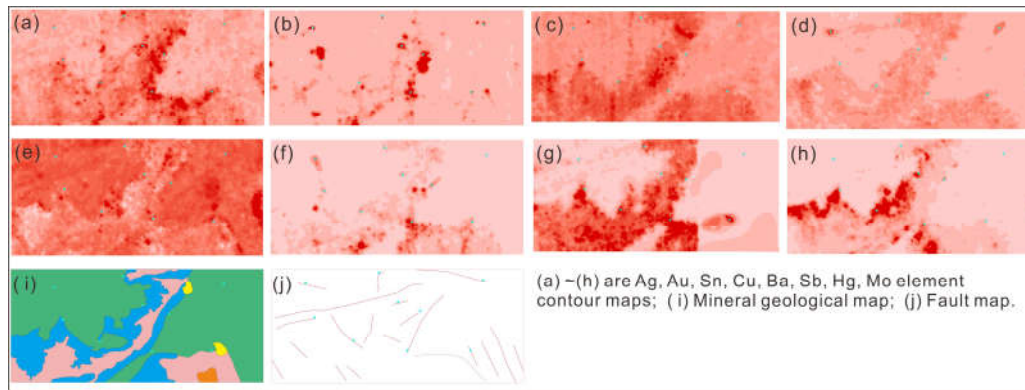 (a)
(b)
(c)
(d)
(e)
(f)
(g)
(h)
(i)
(j)
(a) ~(h) are Ag, Au, Sn, Cu, Ba, Sb, Hg, Mo element
contour maps; (i) Mineral geological map; (j) Fault map.